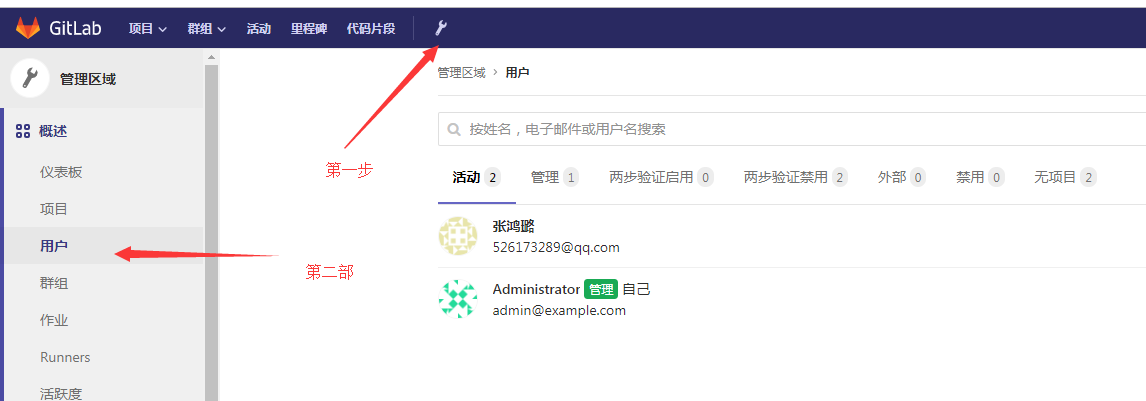 GitLab 项目 群组 活动 里程碑 代码片段
管理区域
管理区域 › 用户
概述
按姓名，电子邮件或用户名搜索
仪表板
第一步
活动 2 管理 1 两步验证启用 0 两步验证禁用 2 外部 0 禁用 0 无项目 2
项目
张鸿璐
526173289@qq.com
用户
第二部
群组
Administrator 管理 自己
admin@example.com
作业
Runners
活跃度